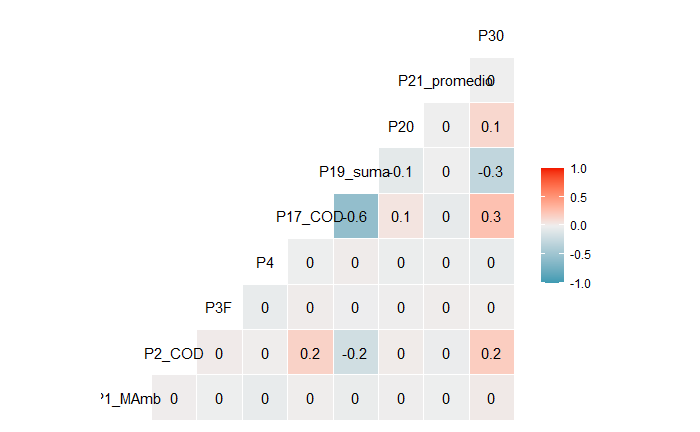 P30
P21_promedio 0
P20 0 0.1
P19_suma -0.1 0 -0.3
P17_COD -0.6 0.1 0 0.3
P4 0 0 0 0 0
P3F 0 0 0 0 0 0
P2_COD 0 0 0.2 -0.2 0 0 0.2
P1_MAmb 0 0 0 0 0 0 0 0
1.0
0.5
0.0
-0.5
-1.0